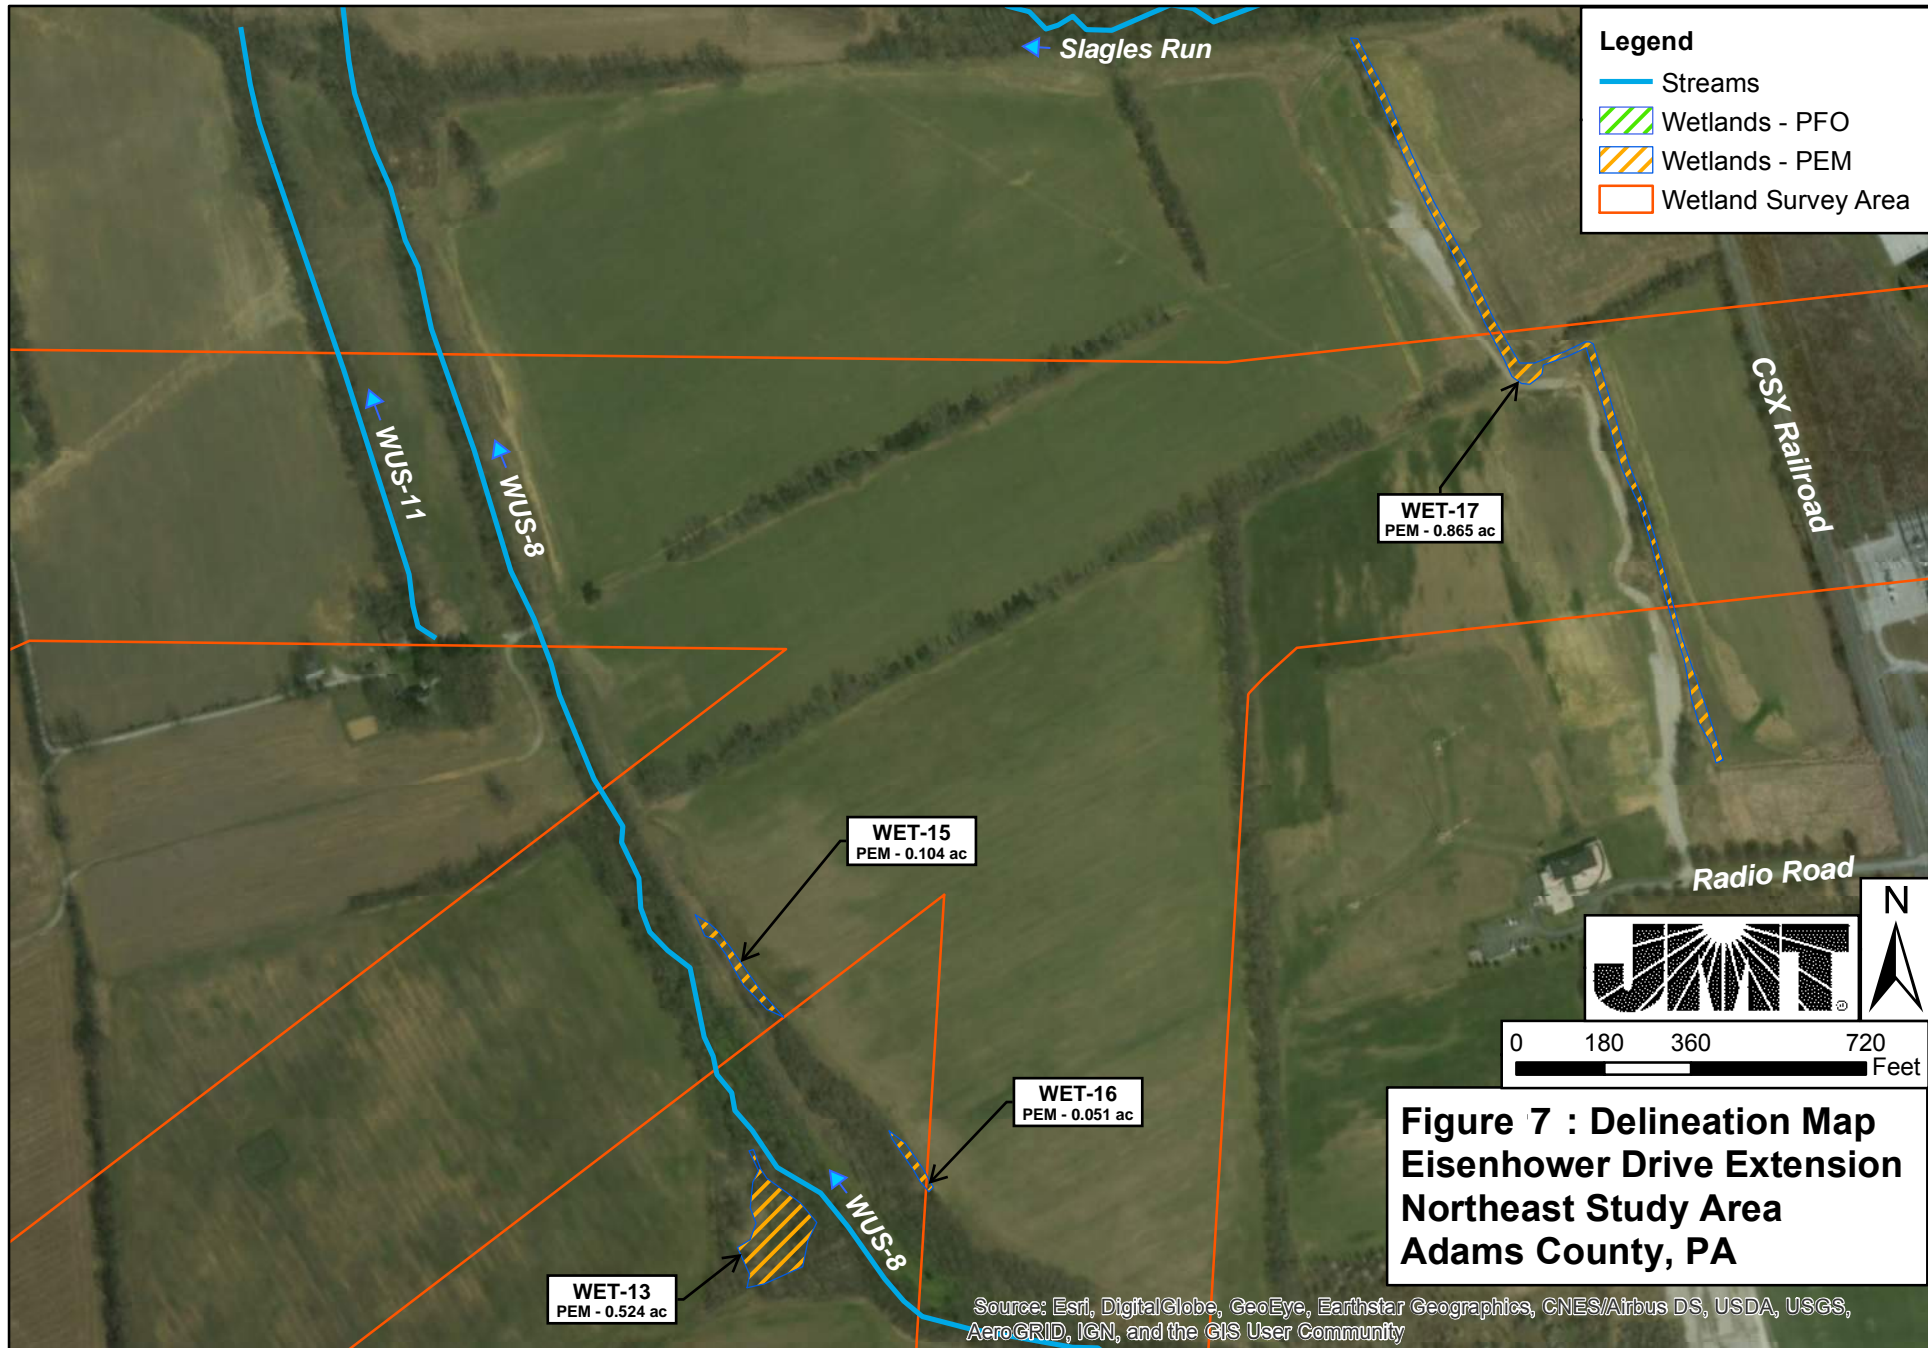 Slagles Run
Legend
Streams
Wetlands - PFO
Wetlands - PEM
Wetland Survey Area
WUS-11
WUS-8
CSX Railroad
WET-17
PEM - 0.865 ac
WET-15
PEM - 0.104 ac
Radio Road
N
JMT
0 180 360 720
Feet
WET-16
PEM - 0.051 ac
WUS-8
WET-13
PEM - 0.524 ac
Figure 7 : Delineation Map
Eisenhower Drive Extension
Northeast Study Area
Adams County, PA
Source: Esri, DigitalGlobe, GeoEye, Earthstar Geographics, CNES/Airbus DS, USDA, USGS,
AeroGRID, IGN, and the GIS User Community